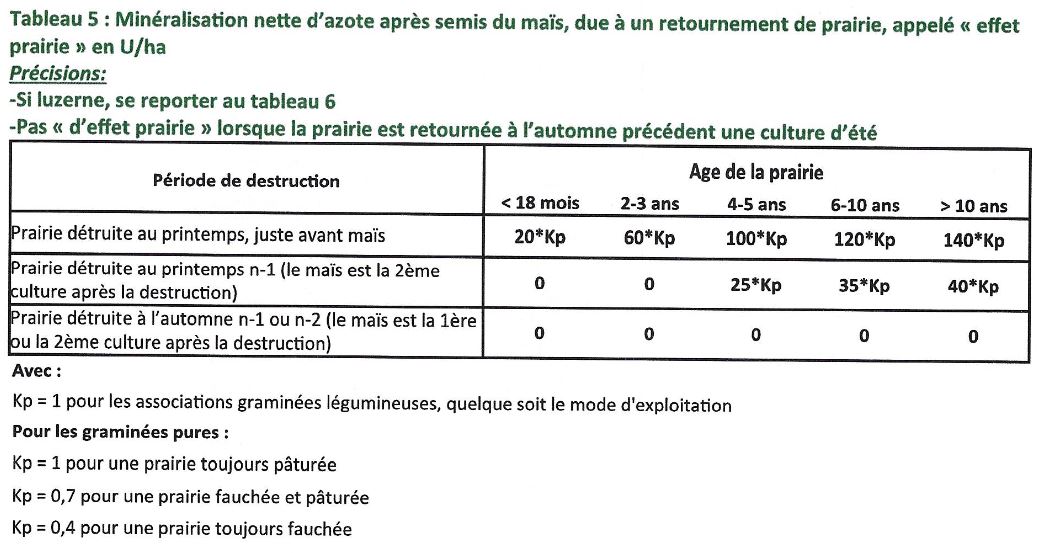 Tableau 5 : Minéralisation nette d'azote après semis du maïs, due à un retournement de prairie, appelé « effet
prairie » en U/ha
Précisions:
-Si luzerne, se reporter au tableau 6
-Pas « d'effet prairie » lorsque la prairie est retournée à l'automne précédent une culture d'été
Période de destruction
Age de la prairie
< 18 mois 2-3 ans 4-5 ans 6-10 ans > 10 ans
Prairie détruite au printemps, juste avant maïs 20*Kp 60*Kp 100*Kp 120*Kp 140*Kp
Prairie détruite au printemps n-1 (le maïs est la 2ème
culture après la destruction) 0 0 25*Kp 35*Kp 40*Kp
Prairie détruite à l'automne n-1 ou n-2 (le maïs est la 1ère
ou la 2ème culture après la destruction) 0 0 0 0 0
Avec :
Kp = 1 pour les associations graminées légumineuses, quelque soit le mode d'exploitation
Pour les graminées pures :
Kp = 1 pour une prairie toujours pâturée
Kp = 0,7 pour une prairie fauchée et pâturée
Kp = 0,4 pour une prairie toujours fauchée